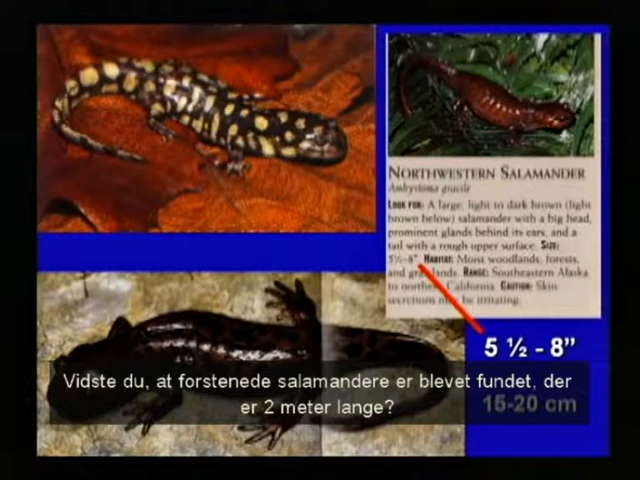 NORTHWESTERN SALAMANDER
Ambystoma gracile
LOOK FOR: A large, light to dark brown (light
brown below) salamander with a big head,
prominent glands behind its ears, and a
tail with a rough upper surface. SIZE:
5½–8". HABITAT: Moist woodlands, forests,
and grasslands. RANGE: Southeastern Alaska
to northern California. CAUTION: Skin
secretions may be irritating.
5 ½ - 8”
15-20 cm
Vidste du, at forstenede salamandere er blevet fundet, der
er 2 meter lange?